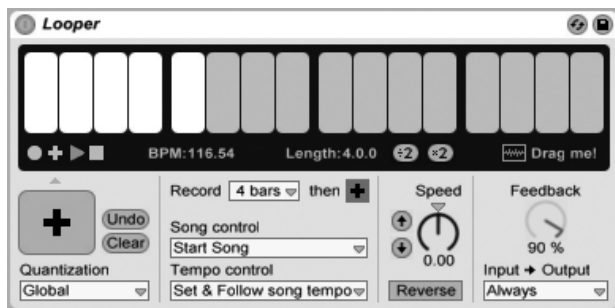 Looper
BPM:116.54 Length:4.0.0 ÷2 *2 Drag me!
Record 4 bars then
Speed
Feedback
Undo
Clear
Song control
Start Song
0.00
90 %
Quantization
Global
Tempo control
Set & Follow song tempo
Reverse
Input → Output
Always